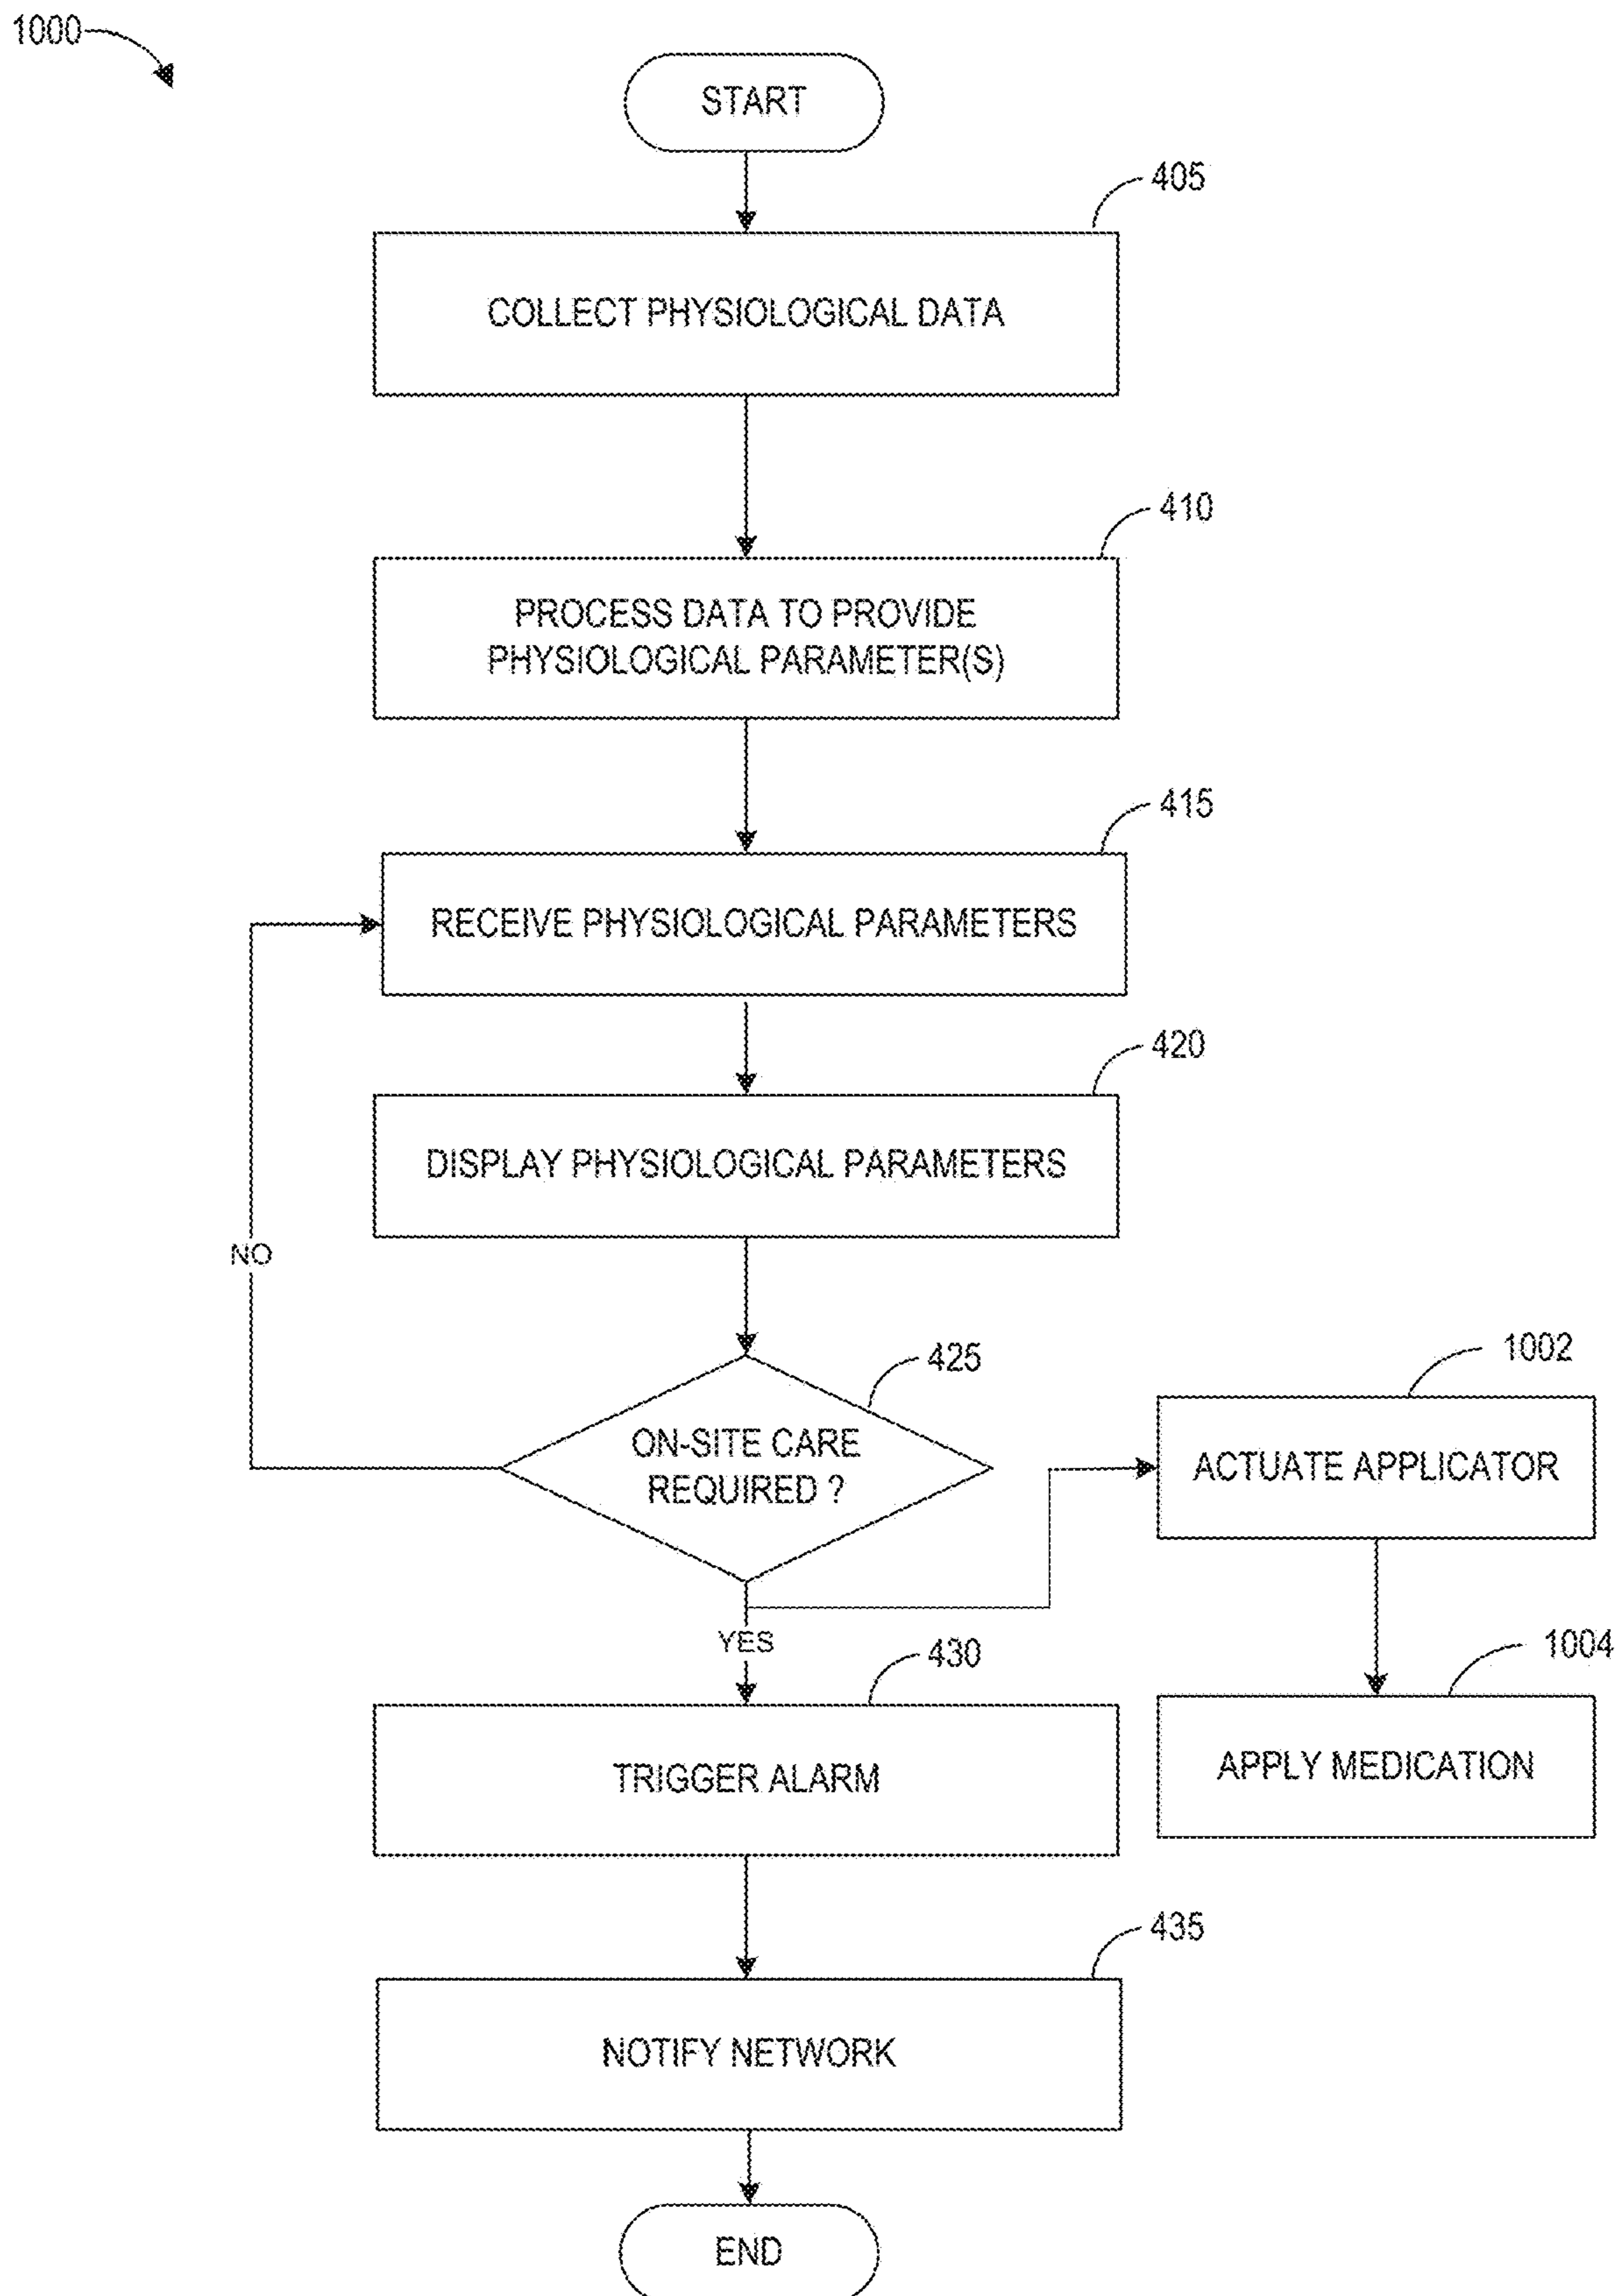 1000
START
405
COLLECT PHYSIOLOGICAL DATA
410
PROCESS DATA TO PROVIDE
PHYSIOLOGICAL PARAMETER(S)
415
RECEIVE PHYSIOLOGICAL PARAMETERS
420
DISPLAY PHYSIOLOGICAL PARAMETERS
NO
425
ON-SITE CARE
REQUIRED ?
1002
ACTUATE APPLICATOR
YES
430
TRIGGER ALARM
1004
APPLY MEDICATION
435
NOTIFY NETWORK
END